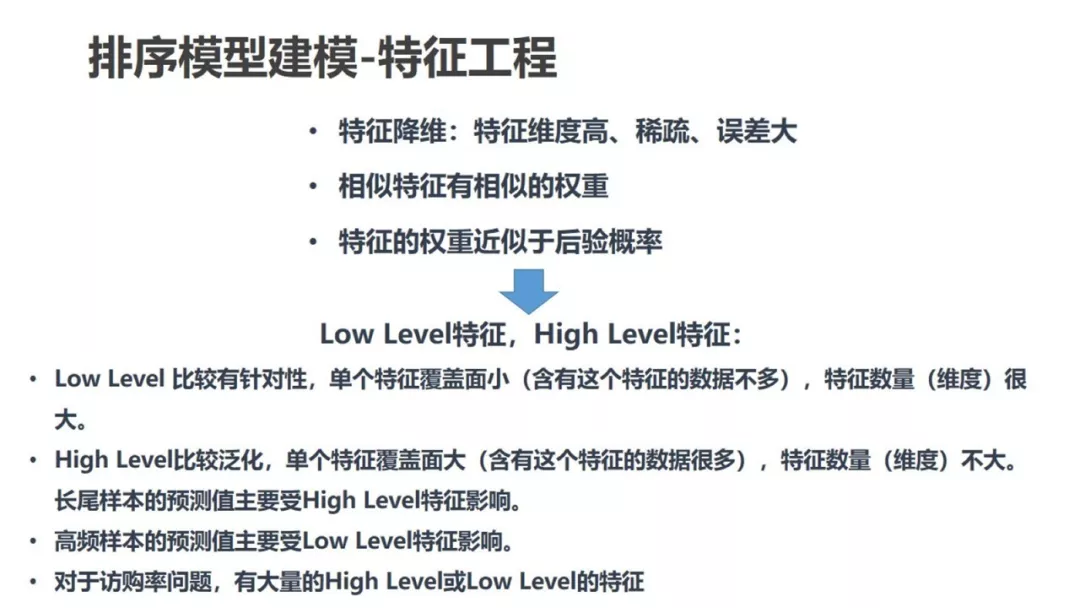 排序模型建模-特征工程
• 特征降维：特征维度高、稀疏、误差大
• 相似特征有相似的权重
• 特征的权重近似于后验概率
Low Level特征，High Level特征：
• Low Level 比较有针对性，单个特征覆盖面小（含有这个特征的数据不多），特征数量（维度）很
大。
• High Level比较泛化，单个特征覆盖面大（含有这个特征的数据很多），特征数量（维度）不大。
长尾样本的预测值主要受High Level特征影响。
• 高频样本的预测值主要受Low Level特征影响。
• 对于访购率问题，有大量的High Level或Low Level的特征